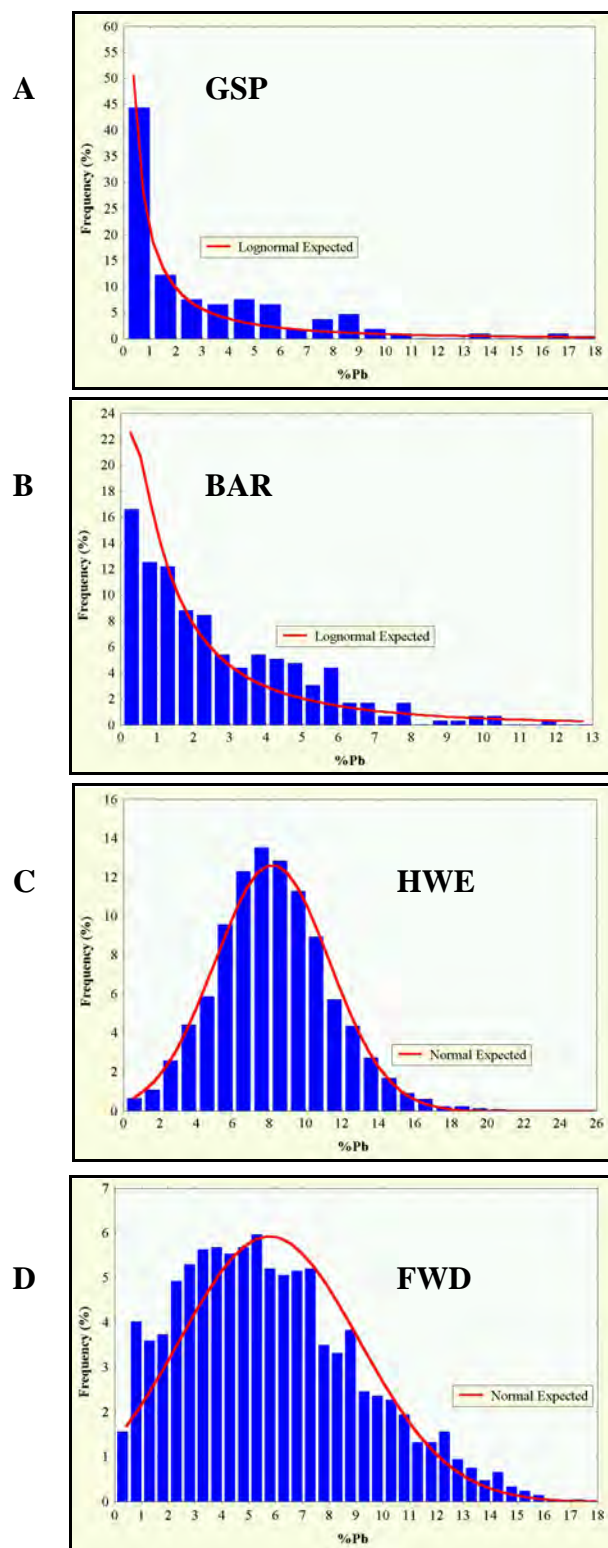 A
GSP
60
55
50
45
40
35
30
25
20
15
10
5
0
Frequency (%)
Lognormal Expected
0 1 2 3 4 5 6 7 8 9 10 11 12 13 14 15 16 17 18
%Pb
B
BAR
24
22
20
18
16
14
12
10
8
6
4
2
0
Frequency (%)
Lognormal Expected
0 1 2 3 4 5 6 7 8 9 10 11 12 13
%Pb
C
HWE
16
14
12
10
8
6
4
2
0
Frequency (%)
Normal Expected
0 2 4 6 8 10 12 14 16 18 20 22 24 26
%Pb
D
FWD
7
6
5
4
3
2
1
0
Frequency (%)
Normal Expected
0 1 2 3 4 5 6 7 8 9 10 11 12 13 14 15 16 17 18
%Pb